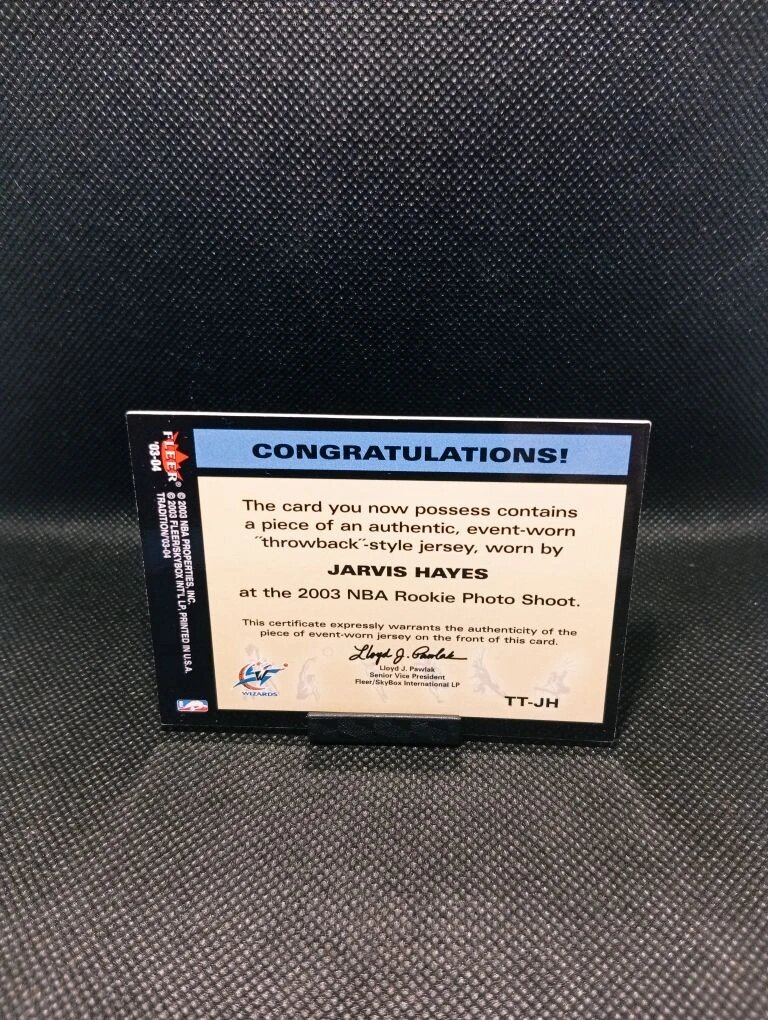 CONGRATULATIONS!
The card you now possess contains
a piece of an authentic, event-worn
"throwback"-style jersey, worn by
JARVIS HAYES
at the 2003 NBA Rookie Photo Shoot.
This certificate expressly warrants the authenticity of the
piece of event-worn jersey on the front of this card.
Lloyd J. Pawlak
Lloyd J. Pawlak
Senior Vice President
Fleer/SkyBox International LP
W
WIZARDS
TT-JH
FLEER®
'03-04
© 2003 NBA PROPERTIES, INC.
© 2003 FLEER/SKYBOX INT'L LP, PRINTED IN U.S.A.
TRADITION'03-04